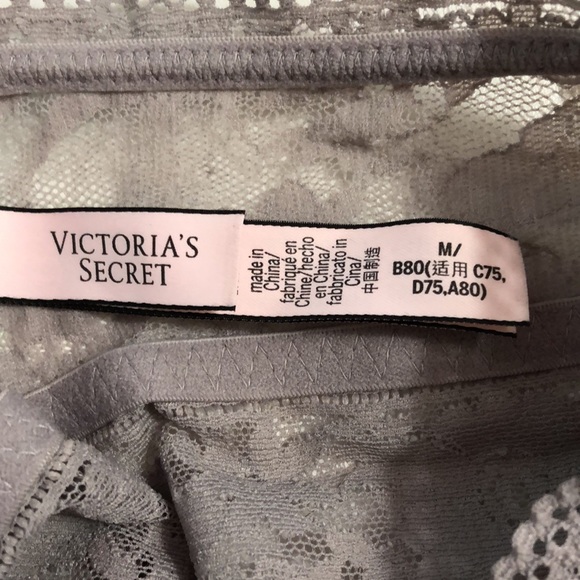 VICTORIA'S
SECRET
made in
China/
fabriqué en
Chine/hecho
en China/
fabbricato in
Cina/
中国制造
M/
B80(适用 C75,
D75,A80)